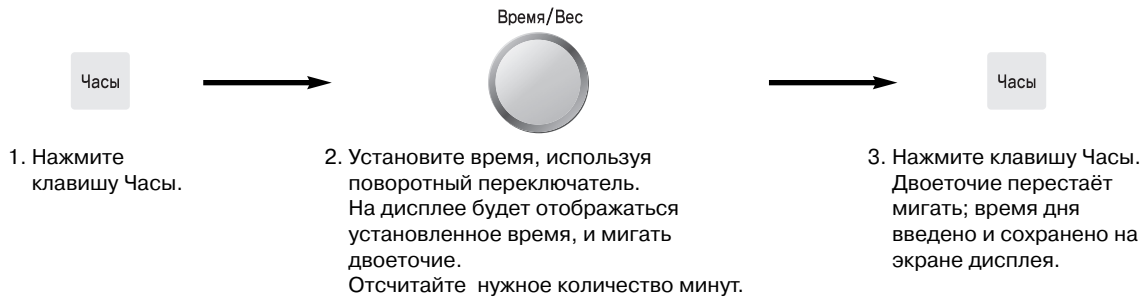 Время/Вес
Часы
Часы
1. Нажмите
клавишу Часы.
2. Установите время, используя
поворотный переключатель.
На дисплее будет отображаться
установленное время, и мигать
двоеточие.
Отсчитайте нужное количество минут.
3. Нажмите клавишу Часы.
Двоеточие перестаёт
мигать; время дня
введено и сохранено на
экране дисплея.